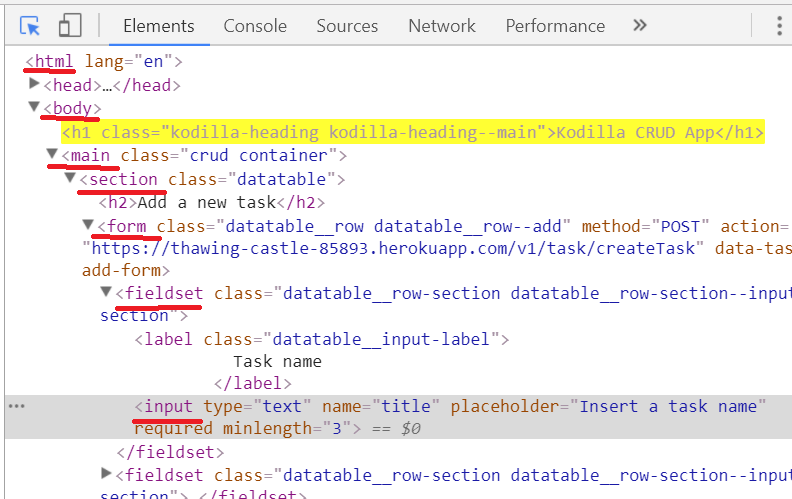 Elements Console Sources Network Performance »
<html lang="en">
▶<head>…</head>
▼<body>
<h1 class="kodilla-heading kodilla-heading--main">Kodilla CRUD App</h1>
▼<main class="crud container">
▼<section class="datatable">
<h2>Add a new task</h2>
▼<form class="datatable__row datatable__row--add" method="POST" action=
"https://thawing-castle-85893.herokuapp.com/v1/task/createTask" data-tas
add-form>
▼<fieldset class="datatable__row-section datatable__row-section--input
section">
<label class="datatable__input-label">
Task name
</label>
… <input type="text" name="title" placeholder="Insert a task name"
required minlength="3"> == $0
</fieldset>
▶<fieldset class="datatable__row-section datatable__row-section--input
section"> </fieldset>